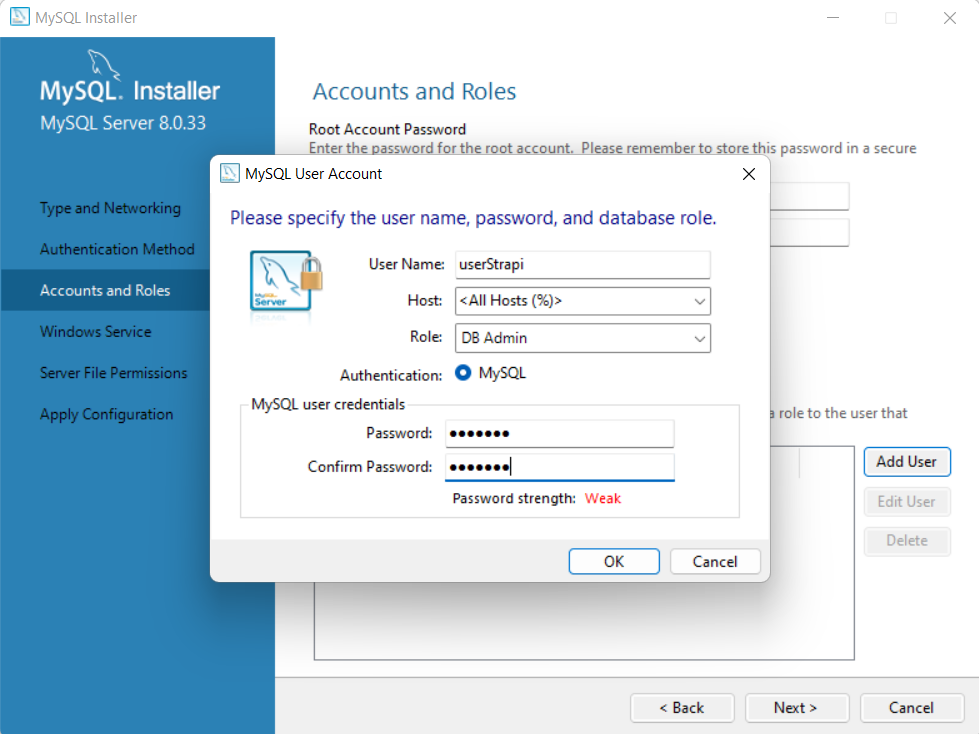 MySQL Installer
MySQL. Installer
MySQL Server 8.0.33
Type and Networking
Authentication Method
Accounts and Roles
Windows Service
Server File Permissions
Apply Configuration
Accounts and Roles
Root Account Password
Enter the password for the root account. Please remember to store this password in a secure
MySQL User Account
Please specify the user name, password, and database role.
MySQL
Server
User Name: userStrapi
Host: <All Hosts (%)>
Role: DB Admin
Authentication: MySQL
MySQL user credentials
Password: •••••••
Confirm Password: •••••••
Password strength: Weak
OK Cancel
a role to the user that
Add User
Edit User
Delete
< Back Next > Cancel